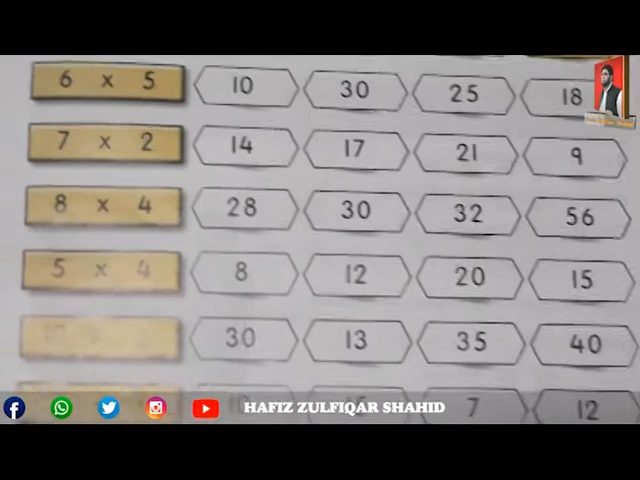 6 x 5 10 30 25 18
7 x 2 14 17 21 9
8 x 4 28 30 32 56
5 x 4 8 12 20 15
30 13 35 40
7 12
HAFIZ ZULFIQAR SHAHID